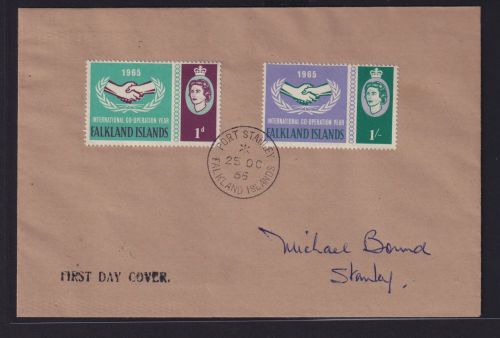 1965
INTERNATIONAL CO-OPERATION YEAR
FALKLAND ISLANDS
1d
1965
INTERNATIONAL CO-OPERATION YEAR
FALKLAND ISLANDS
1/-
PORT STANLEY
25 OC
65
FALKLAND ISLANDS
Michael Bound
Stanley.
FIRST DAY COVER.